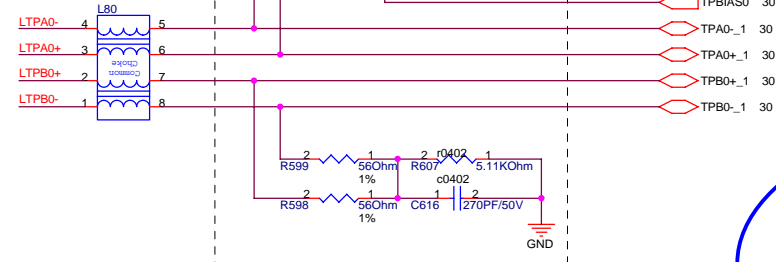 L80
TPBIAS0 30
LTPA0- 4 5 TPA0-_1 30
LTPA0+ 3 6 TPA0+_1 30
Common
Choke
LTPB0+ 2 7 TPB0+_1 30
LTPB0- 1 8 TPB0-_1 30
r0402
2 1 2 1
R599 56Ohm R607 5.11KOhm
1% c0402
2 1 1 2
R598 56Ohm C616 270PF/50V
1%
GND